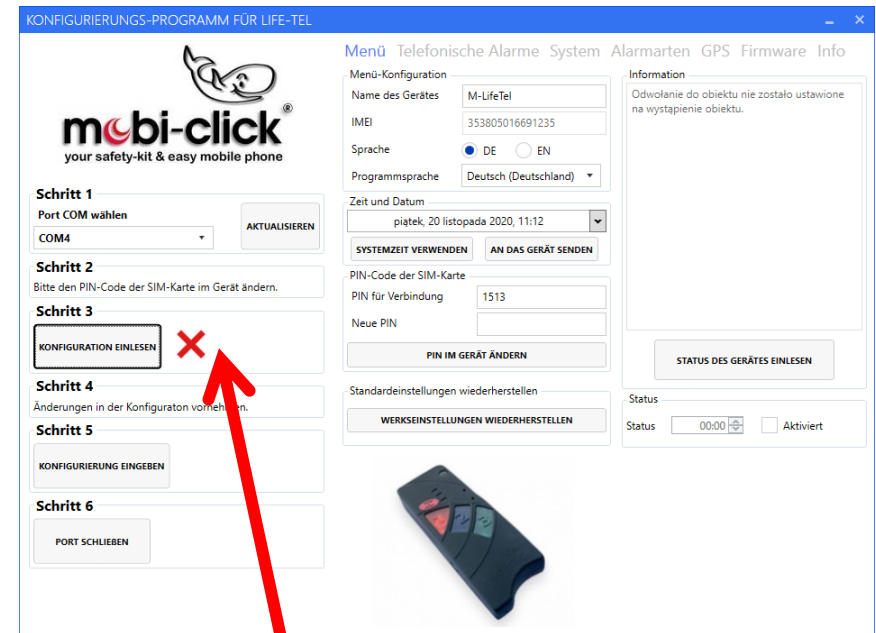 KONFIGURIERUNGS-PROGRAMM FÜR LIFE-TEL
mobi-click®
your safety-kit & easy mobile phone
Schritt 1
Port COM wählen
COM4
AKTUALISIEREN
Schritt 2
Bitte den PIN-Code der SIM-Karte im Gerät ändern.
Schritt 3
KONFIGURATION EINLESEN
Schritt 4
Änderungen in der Konfiguraton vornehmen.
Schritt 5
KONFIGURIERUNG EINGEBEN
Schritt 6
PORT SCHLIEßEN
Menü Telefonische Alarme System Alarmarten GPS Firmware Info
Menü-Konfiguration
Name des Gerätes M-LifeTel
IMEI 353805016691235
Sprache DE EN
Programmsprache Deutsch (Deutschland)
Zeit und Datum
piątek, 20 listopada 2020, 11:12
SYSTEMZEIT VERWENDEN AN DAS GERÄT SENDEN
PIN-Code der SIM-Karte
PIN für Verbindung 1513
Neue PIN
PIN IM GERÄT ÄNDERN
Standardeinstellungen wiederherstellen
WERKSEINSTELLUNGEN WIEDERHERSTELLEN
Information
Odwołanie do obiektu nie zostało ustawione
na wystąpienie obiektu.
STATUS DES GERÄTES EINLESEN
Status
Status 00:00 Aktiviert